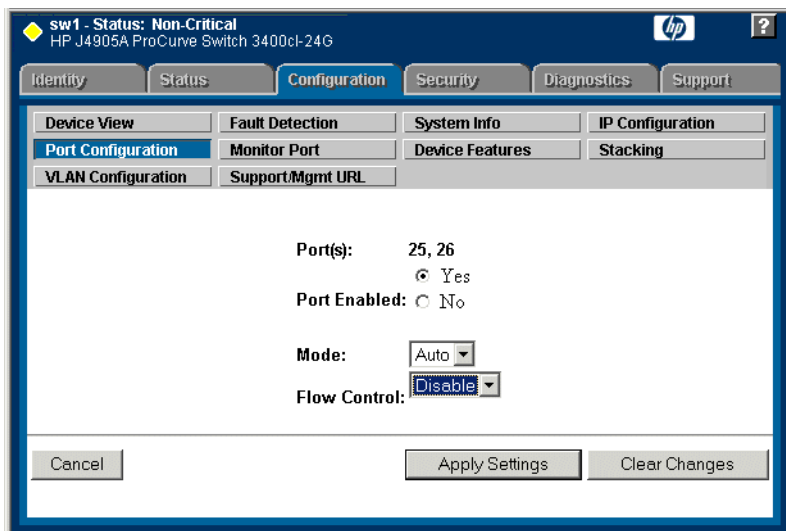 sw1 - Status: Non-Critical
HP J4905A ProCurve Switch 3400cl-24G
hp
?
Identity Status Configuration Security Diagnostics Support
Device View Fault Detection System Info IP Configuration
Port Configuration Monitor Port Device Features Stacking
VLAN Configuration Support/Mgmt URL
Port(s): 25, 26
Yes
Port Enabled: No
Mode: Auto
Flow Control: Disable
Cancel Apply Settings Clear Changes